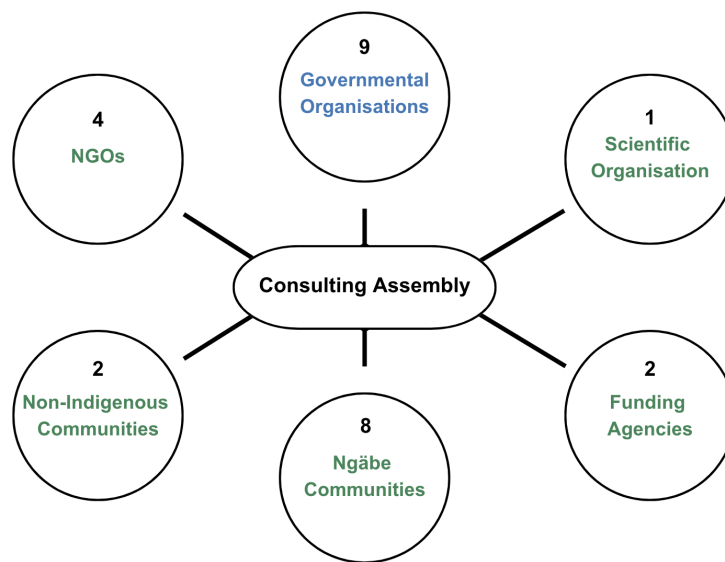 9
Governmental
Organisations
4
NGOs
1
Scientific
Organisation
Consulting Assembly
2
Non-Indigenous
Communities
8
Ngäbe
Communities
2
Funding
Agencies